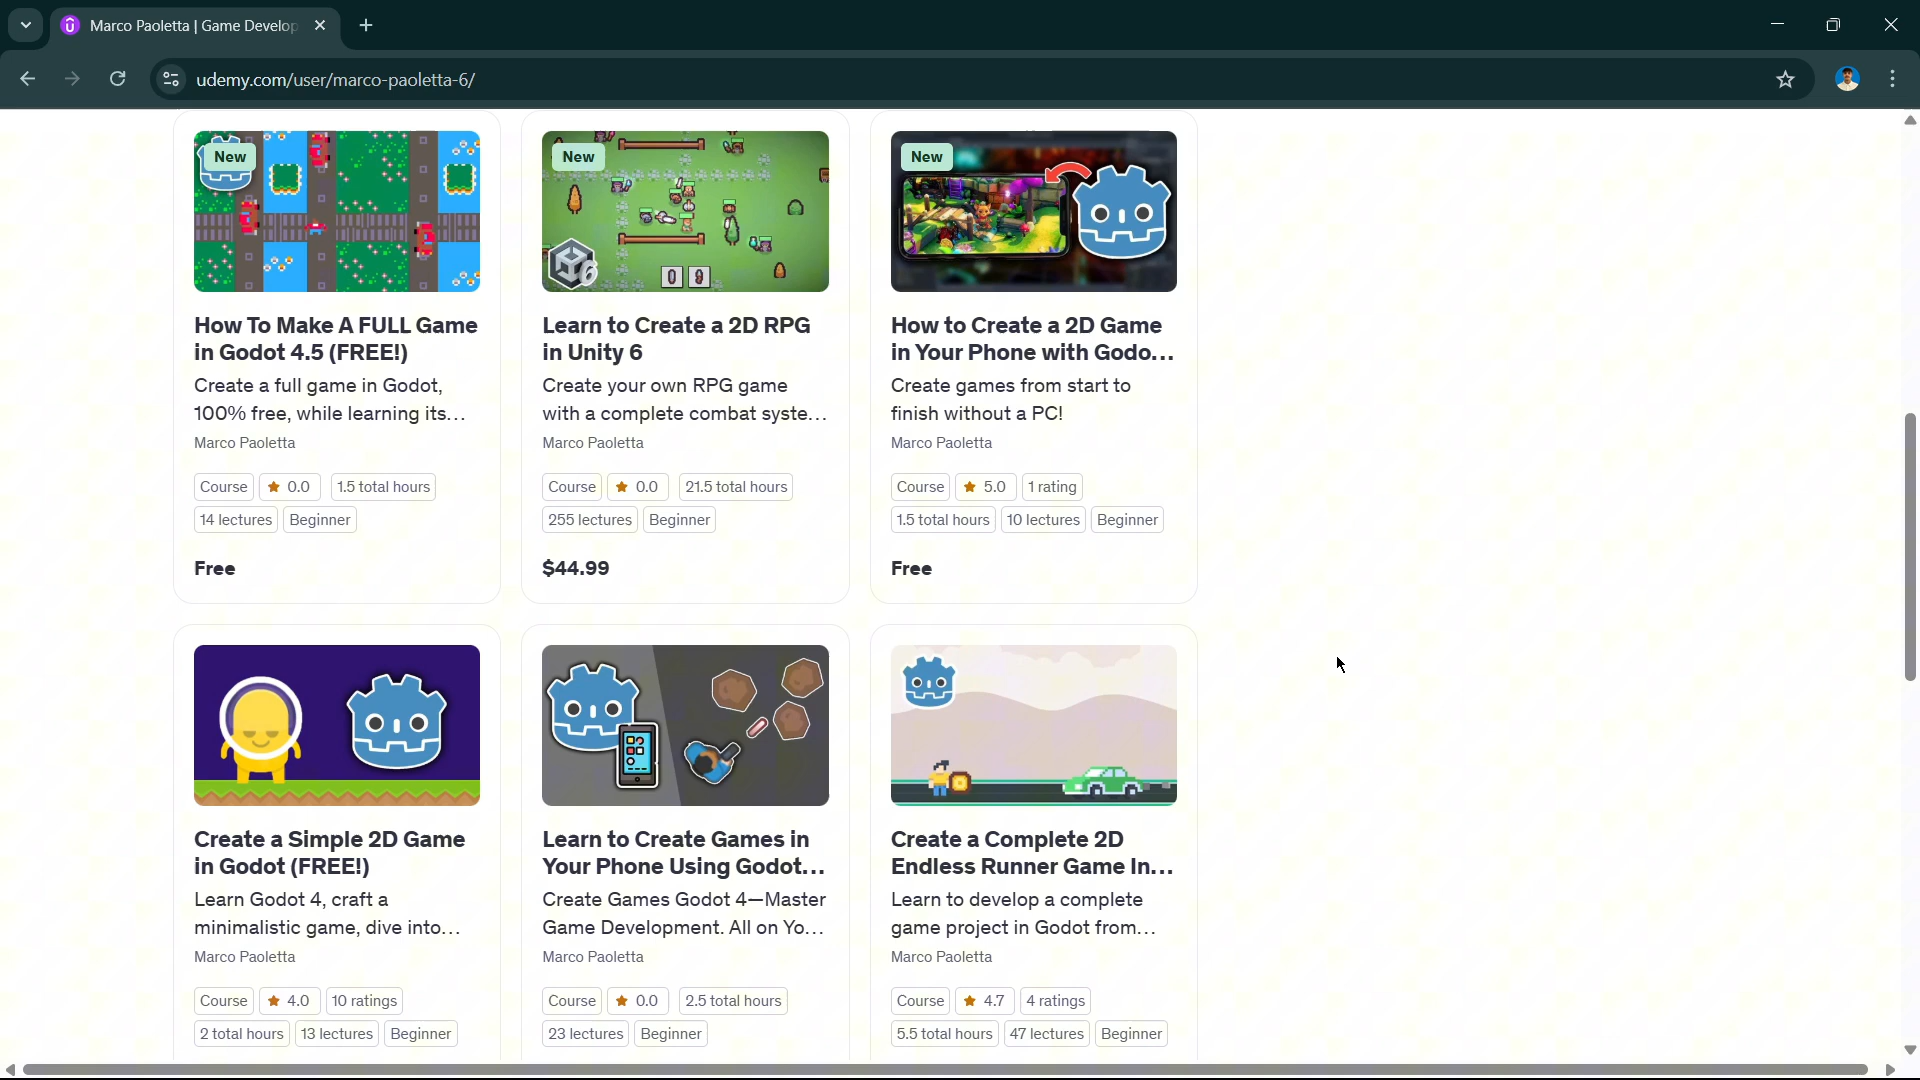 Marco Paoletta | Game Develop
udemy.com/user/marco-paoletta-6/
New
New
0 9
6
New
How To Make A FULL Game
in Godot 4.5 (FREE!)
Create a full game in Godot,
100% free, while learning its...
Marco Paoletta
Course 0.0 1.5 total hours
14 lectures Beginner
Free
Learn to Create a 2D RPG
in Unity 6
Create your own RPG game
with a complete combat syste...
Marco Paoletta
Course 0.0 21.5 total hours
255 lectures Beginner
$44.99
How to Create a 2D Game
in Your Phone with Godo...
Create games from start to
finish without a PC!
Marco Paoletta
Course 5.0 1 rating
1.5 total hours 10 lectures Beginner
Free
Create a Simple 2D Game
in Godot (FREE!)
Learn Godot 4, craft a
minimalistic game, dive into...
Marco Paoletta
Course 4.0 10 ratings
2 total hours 13 lectures Beginner
Learn to Create Games in
Your Phone Using Godot...
Create Games Godot 4—Master
Game Development. All on Yo...
Marco Paoletta
Course 0.0 2.5 total hours
23 lectures Beginner
Create a Complete 2D
Endless Runner Game In...
Learn to develop a complete
game project in Godot from...
Marco Paoletta
Course 4.7 4 ratings
5.5 total hours 47 lectures Beginner